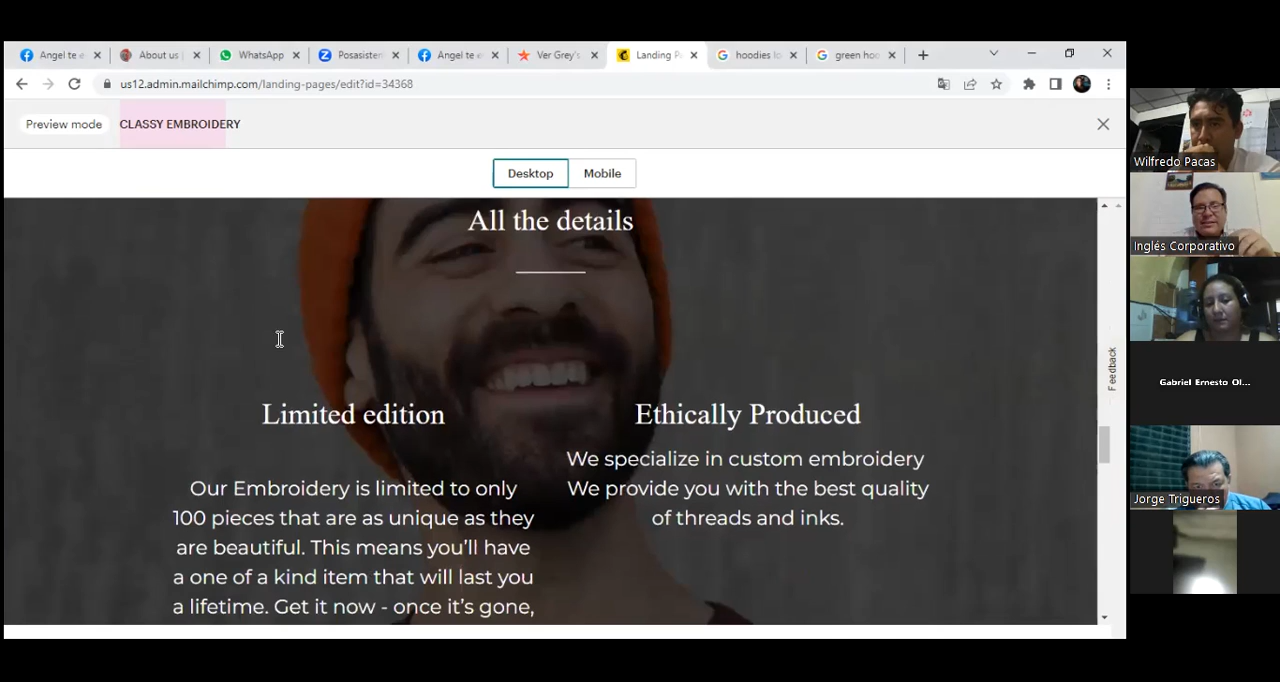 Angel te e
About us |
WhatsApp
Posasisten
Angel te e
Ver Grey's
Landing P
hoodies lo
green hoo
us12.admin.mailchimp.com/landing-pages/edit?id=34368
Preview mode
CLASSY EMBROIDERY
Desktop
Mobile
All the details
Limited edition
Our Embroidery is limited to only
100 pieces that are as unique as they
are beautiful. This means you’ll have
a one of a kind item that will last you
a lifetime. Get it now - once it’s gone,
Ethically Produced
We specialize in custom embroidery
We provide you with the best quality
of threads and inks.
Feedback
Wilfredo Pacas
Inglés Corporativo
Gabriel Ernesto Ol...
Jorge Trigueros